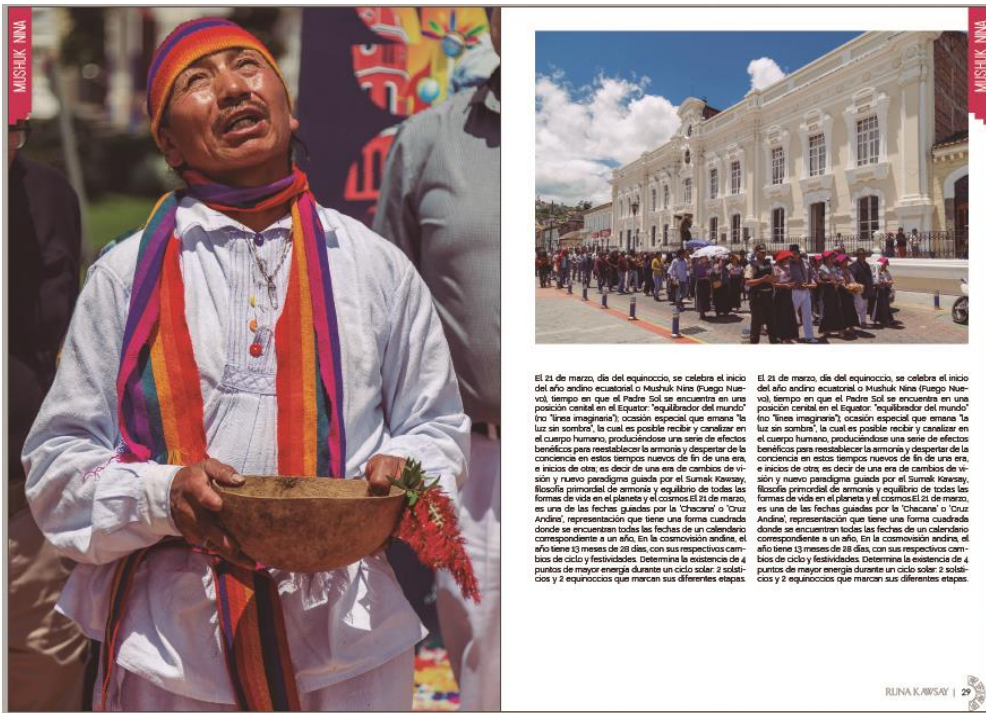 MUSHUK NINA
MUSHUK NINA
El 21 de marzo, día del equinoccio, se celebra el inicio
del año andino ecuatorial o Mushuk Nina (Fuego Nue-
vo), tiempo en que el Padre Sol se encuentra en una
posición cenital en el Equator: "equilibrador del mundo"
(no "línea imaginaria"); ocasión especial que emana "la
luz sin sombra", la cual es posible recibir y canalizar en
el cuerpo humano, produciéndose una serie de efectos
benéficos para reestablecer la armonía y despertar de la
conciencia en estos tiempos nuevos de fin de una era,
e inicios de otra; es decir de una era de cambios de vi-
sión y nuevo paradigma guiada por el Sumak Kawsay,
filosofía primordial de armonía y equilibrio de todas las
formas de vida en el planeta y el cosmos.El 21 de marzo,
es una de las fechas guiadas por la 'Chacana' o 'Cruz
Andina', representación que tiene una forma cuadrada
donde se encuentran todas las fechas de un calendario
correspondiente a un año, En la cosmovisión andina, el
año tiene 13 meses de 28 días, con sus respectivos cam-
bios de ciclo y festividades. Determina la existencia de 4
puntos de mayor energía durante un ciclo solar: 2 solsti-
cios y 2 equinoccios que marcan sus diferentes etapas.
El 21 de marzo, día del equinoccio, se celebra el inicio
del año andino ecuatorial o Mushuk Nina (Fuego Nue-
vo), tiempo en que el Padre Sol se encuentra en una
posición cenital en el Equator: "equilibrador del mundo"
(no "línea imaginaria"); ocasión especial que emana "la
luz sin sombra", la cual es posible recibir y canalizar en
el cuerpo humano, produciéndose una serie de efectos
benéficos para reestablecer la armonía y despertar de la
conciencia en estos tiempos nuevos de fin de una era,
e inicios de otra; es decir de una era de cambios de vi-
sión y nuevo paradigma guiada por el Sumak Kawsay,
filosofía primordial de armonía y equilibrio de todas las
formas de vida en el planeta y el cosmos.El 21 de marzo,
es una de las fechas guiadas por la 'Chacana' o 'Cruz
Andina', representación que tiene una forma cuadrada
donde se encuentran todas las fechas de un calendario
correspondiente a un año, En la cosmovisión andina, el
año tiene 13 meses de 28 días, con sus respectivos cam-
bios de ciclo y festividades. Determina la existencia de 4
puntos de mayor energía durante un ciclo solar: 2 solsti-
cios y 2 equinoccios que marcan sus diferentes etapas.
RUNA KAWSAY | 29